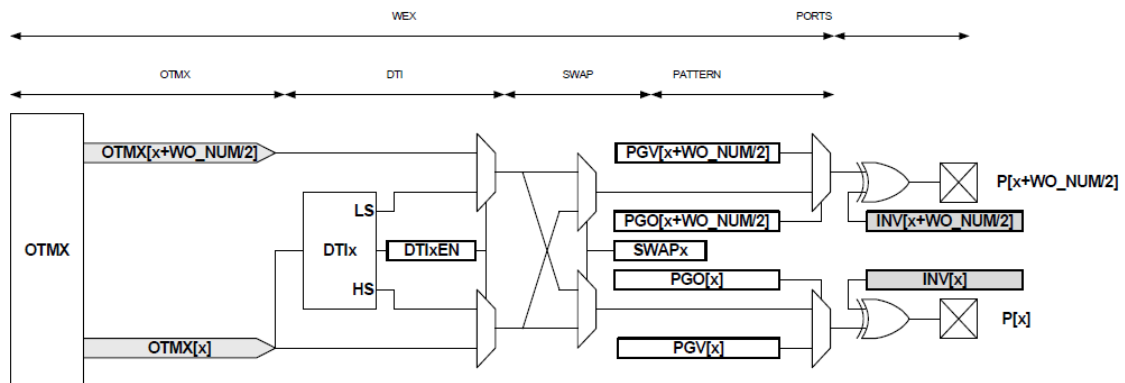 WEX PORTS
OTMX DTI SWAP PATTERN
OTMX[x+WO_NUM/2] PGV[x+WO_NUM/2]
P[x+WO_NUM/2]
LS PGO[x+WO_NUM/2] INV[x+WO_NUM/2]
OTMX DTIx DTIxEN SWAPx
HS PGO[x] INV[x]
P[x]
OTMX[x] PGV[x]